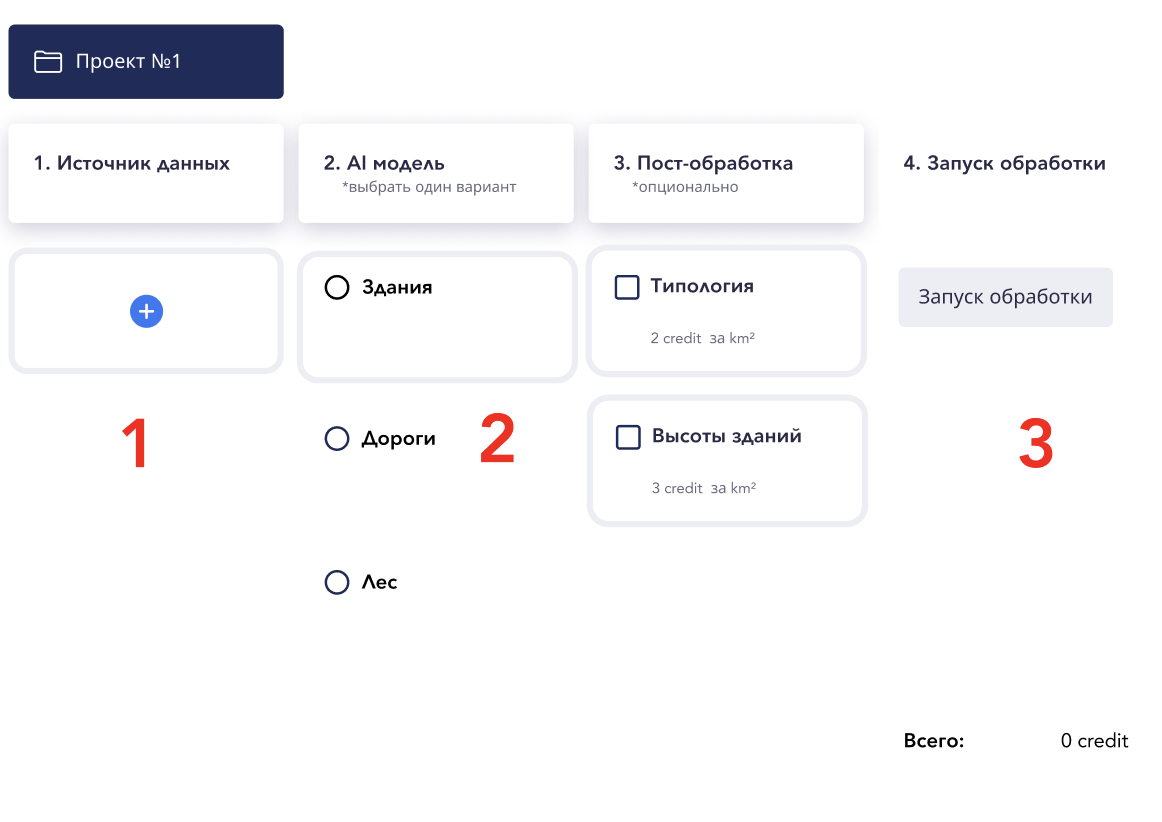 Проект №1
1. Источник данных
2. AI модель
*выбрать один вариант
3. Пост-обработка
*опционально
4. Запуск обработки
Здания
Типология
2 credit за km²
Запуск обработки
1
Дороги
2
Высоты зданий
3 credit за km²
3
Лес
Всего: 0 credit